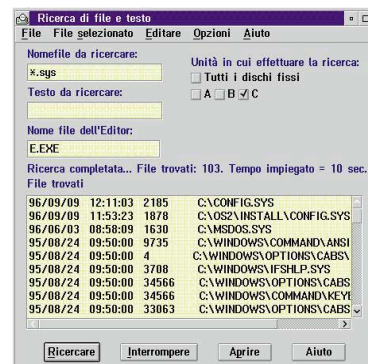 Ricerca di file e testo
File File selezionato Editare Opzioni Aiuto
Nomefile da ricercare:
*.sys
Testo da ricercare:
Nome file dell'Editor:
E.EXE
Unità in cui effettuare la ricerca:
Tutti i dischi fissi
A B C
Ricerca completata... File trovati: 103. Tempo impiegato = 10 sec.
File trovati
96/09/09 12:11:03 2185 C:\CONFIG.SYS
96/09/09 11:53:23 1878 C:\OS2\INSTALL\CONFIG.SYS
96/06/03 08:58:09 1630 C:\MSDOS.SYS
95/08/24 09:50:00 9735 C:\WINDOWS\COMMAND\ANSI
95/08/24 09:50:00 4 C:\WINDOWS\OPTIONS\CABS\
95/08/24 09:50:00 3708 C:\WINDOWS\IFSHLP.SYS
95/08/24 09:50:00 34566 C:\WINDOWS\OPTIONS\CABS
95/08/24 09:50:00 34566 C:\WINDOWS\COMMAND\KEY
95/08/24 09:50:00 33063 C:\WINDOWS\OPTIONS\CABS
Ricercare Interrompere Aprire Aiuto